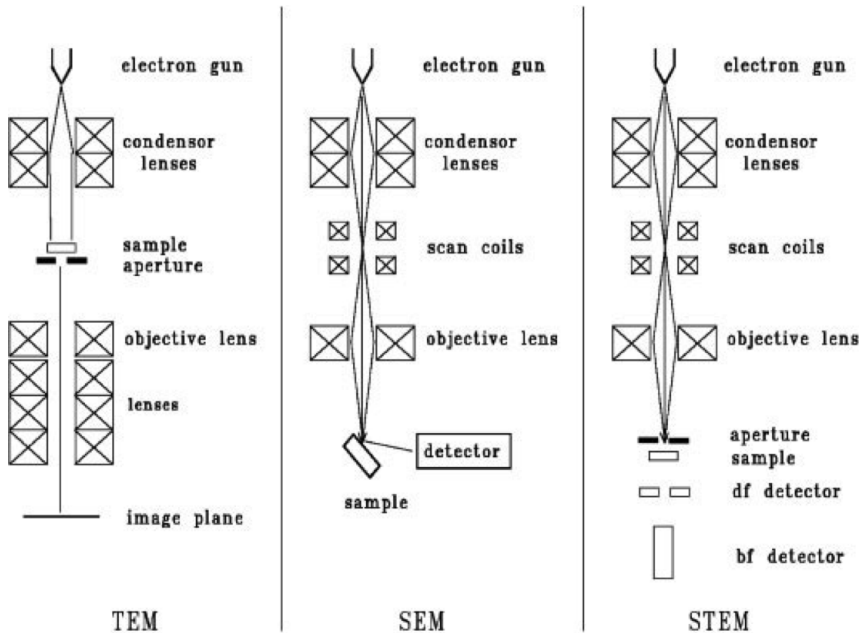 electron gun
condensor
lenses
sample
aperture
objective lens
lenses
image plane
TEM
electron gun
condensor
lenses
scan coils
objective lens
detector
sample
SEM
electron gun
condensor
lenses
scan coils
objective lens
aperture
sample
df detector
bf detector
STEM